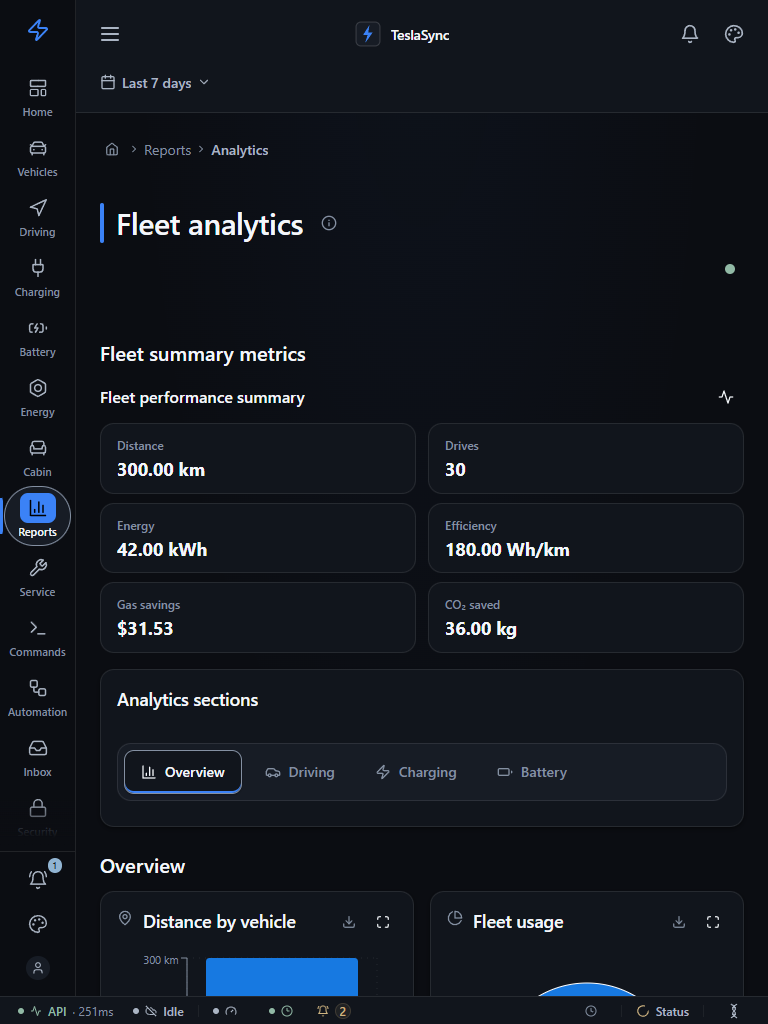 TeslaSync
Last 7 days
Home
Vehicles
Driving
Charging
Battery
Energy
Cabin
Reports
Service
Commands
Automation
Inbox
Security
1
Reports
Analytics
Fleet analytics
Fleet summary metrics
Fleet performance summary
Distance
300.00 km
Drives
30
Energy
42.00 kWh
Efficiency
180.00 Wh/km
Gas savings
$31.53
CO₂ saved
36.00 kg
Analytics sections
Overview
Driving
Charging
Battery
Overview
Distance by vehicle
300 km
Fleet usage
API · 251ms
Idle
2
Status